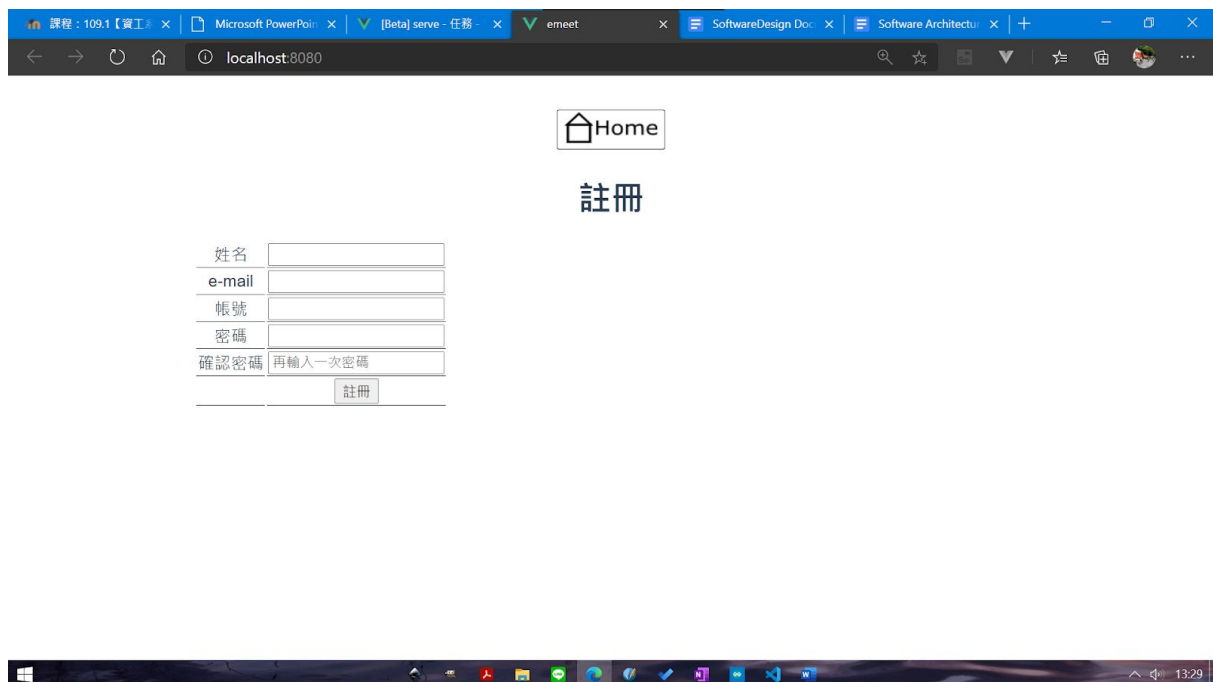 課程：109.1【資工
Microsoft PowerPoin
[Beta] serve - 任務 -
emeet
SoftwareDesign Doc
Software Architectur
localhost:8080
Home
註冊
姓名
e-mail
帳號
密碼
確認密碼 再輸入一次密碼
註冊
13:29